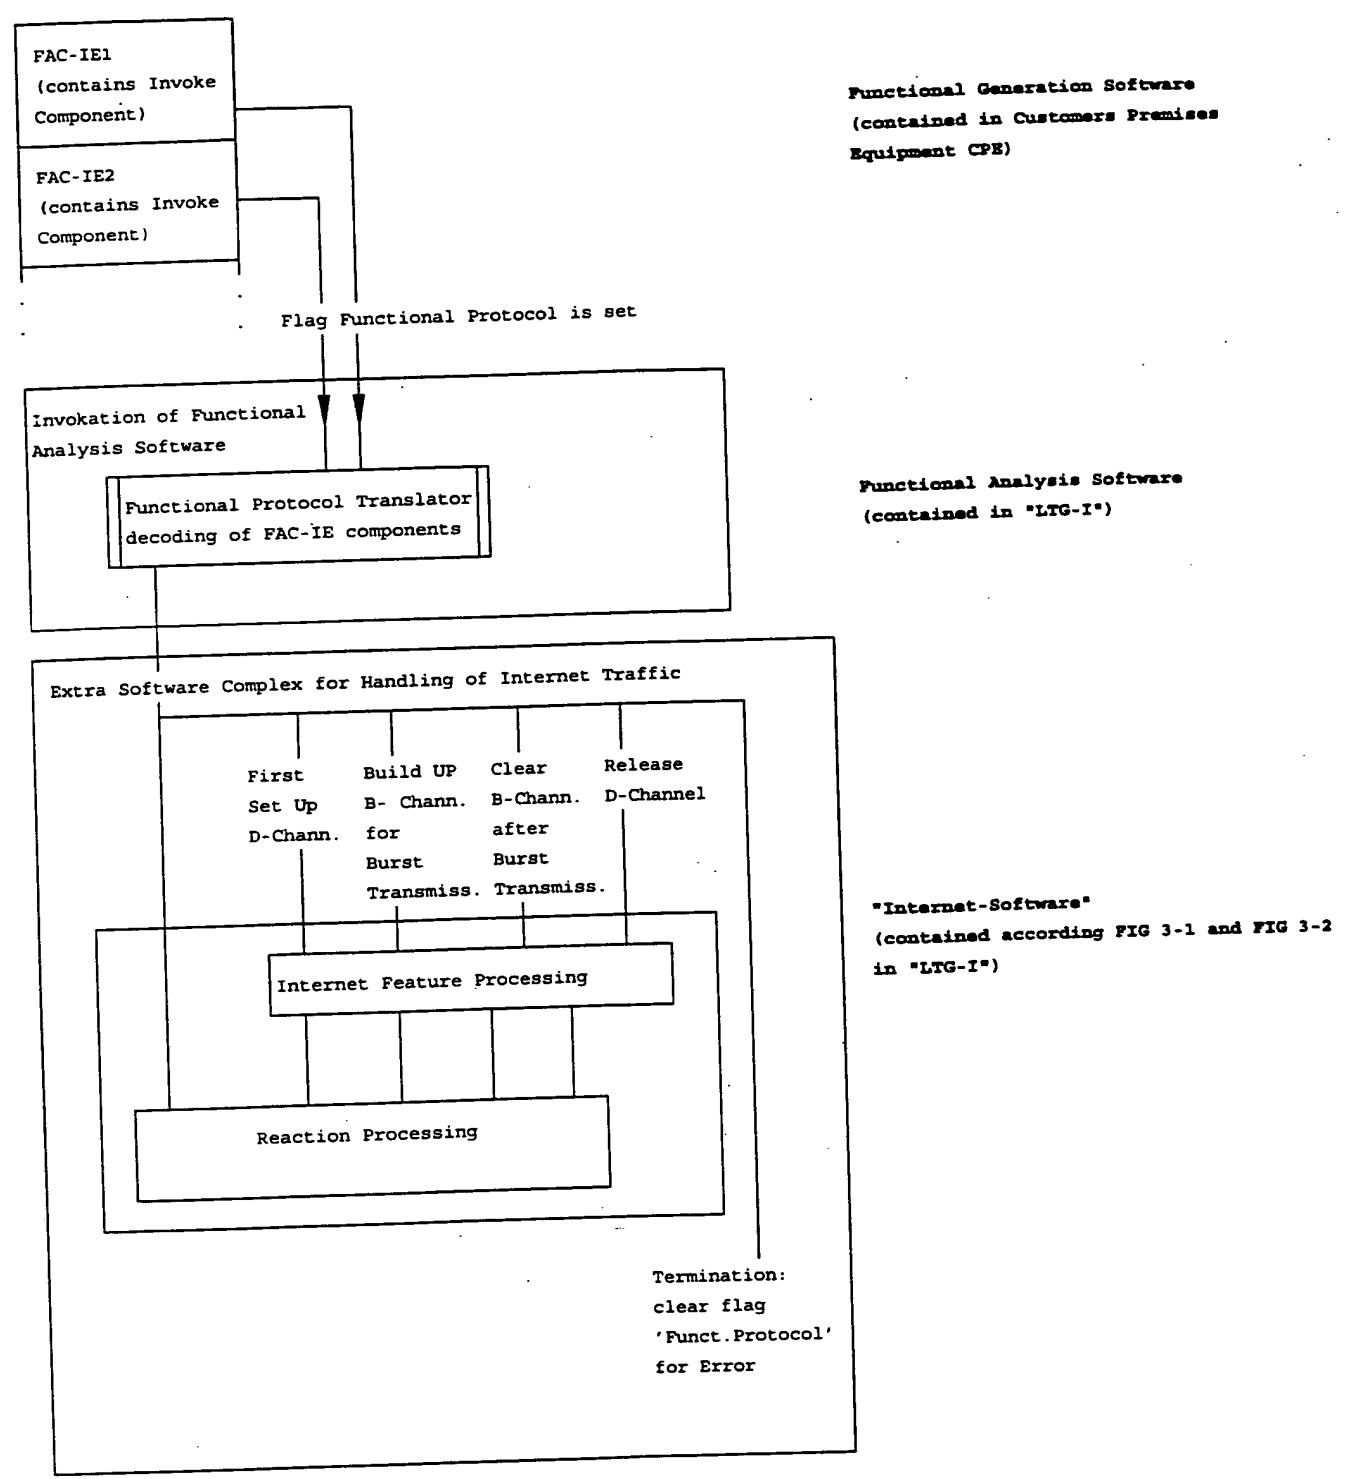 FAC-IE1
(contains Invoke
Component)
FAC-IE2
(contains Invoke
Component)
Functional Generation Software
(contained in Customers Premises
Equipment CPE)
Flag Functional Protocol is set
Invokation of Functional
Analysis Software
Functional Protocol Translator
decoding of FAC-IE components
Functional Analysis Software
(contained in "LTG-I")
Extra Software Complex for Handling of Internet Traffic
First
Set Up
D-Chann.
Build UP
B- Chann.
for
Burst
Transmiss.
Clear
B-Chann.
after
Burst
Transmiss.
Release
D-Channel
"Internet-Software"
(contained according FIG 3-1 and FIG 3-2
in "LTG-I")
Internet Feature Processing
Reaction Processing
Termination:
clear flag
'Funct.Protocol'
for Error